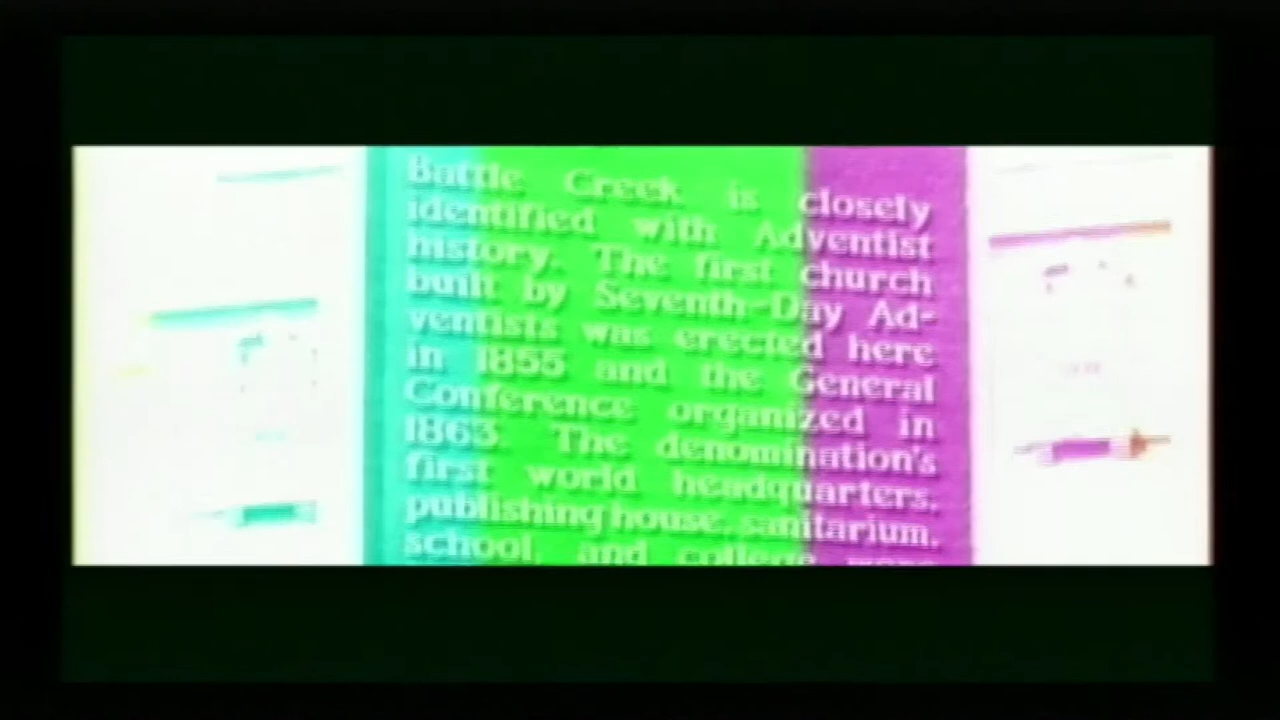 Battle Creek is closely
identified with Adventist
history. The first church
built by Seventh-Day Ad-
ventists was erected here
in 1855 and the General
Conference organized in
1863. The denomination's
first world headquarters,
publishing house, sanitarium,
school, and college were